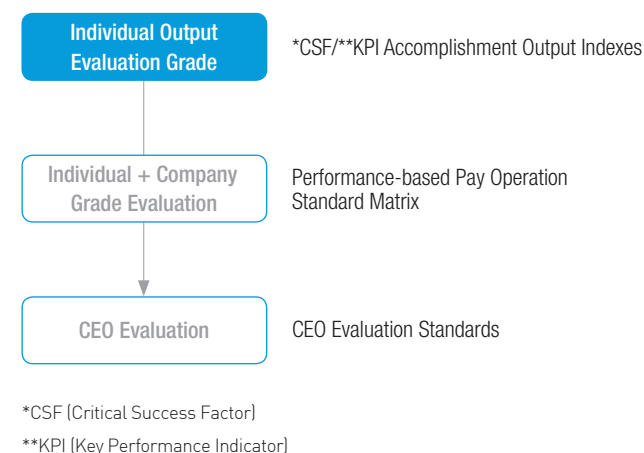 Individual Output
Evaluation Grade
*CSF/**KPI Accomplishment Output Indexes
Individual + Company
Grade Evaluation
Performance-based Pay Operation
Standard Matrix
CEO Evaluation
CEO Evaluation Standards
*CSF (Critical Success Factor)
**KPI (Key Performance Indicator)